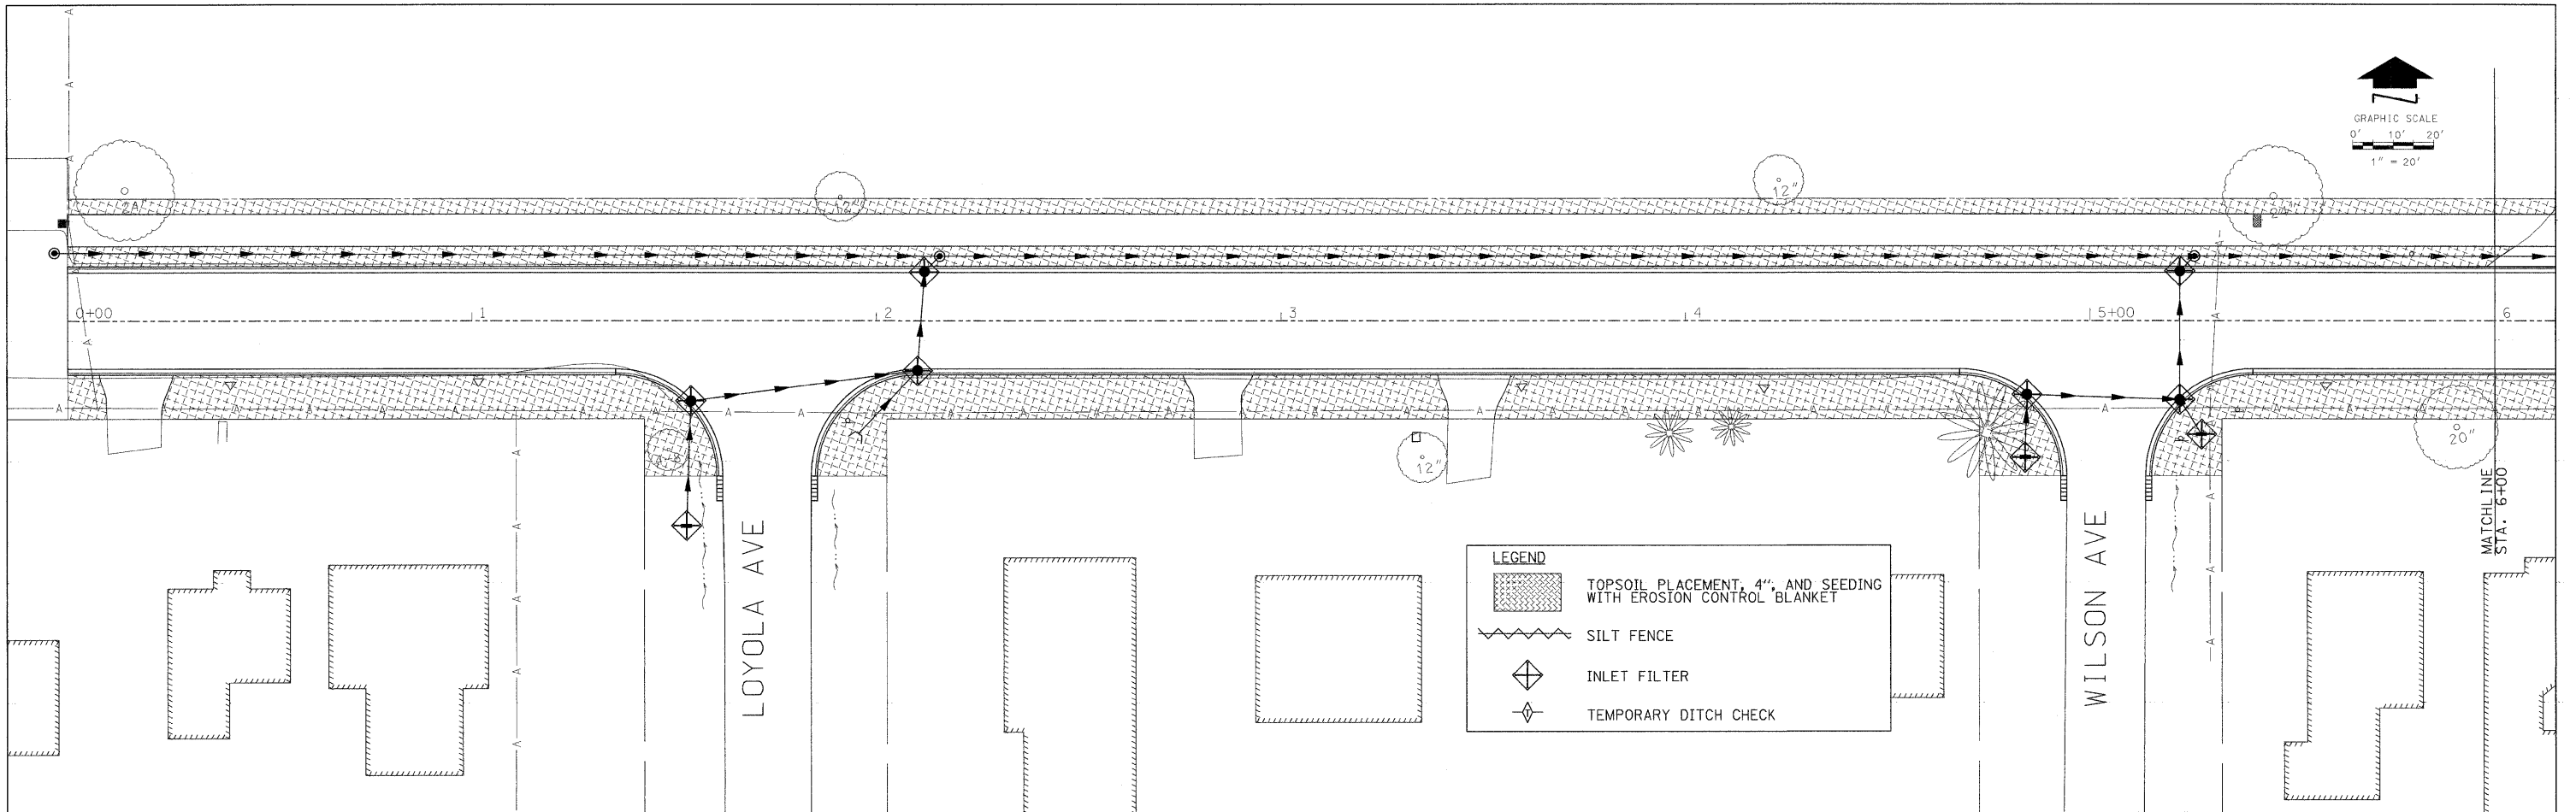 GRAPHIC SCALE
0' 10' 20'
1" = 20'
12"
0+00
1
2
3
4
5+00
6
12"
20"
LOYOLA AVE
WILSON AVE
MATCHLINE
STA. 6+00
LEGEND
TOPSOIL PLACEMENT, 4", AND SEEDING
WITH EROSION CONTROL BLANKET
SILT FENCE
INLET FILTER
TEMPORARY DITCH CHECK